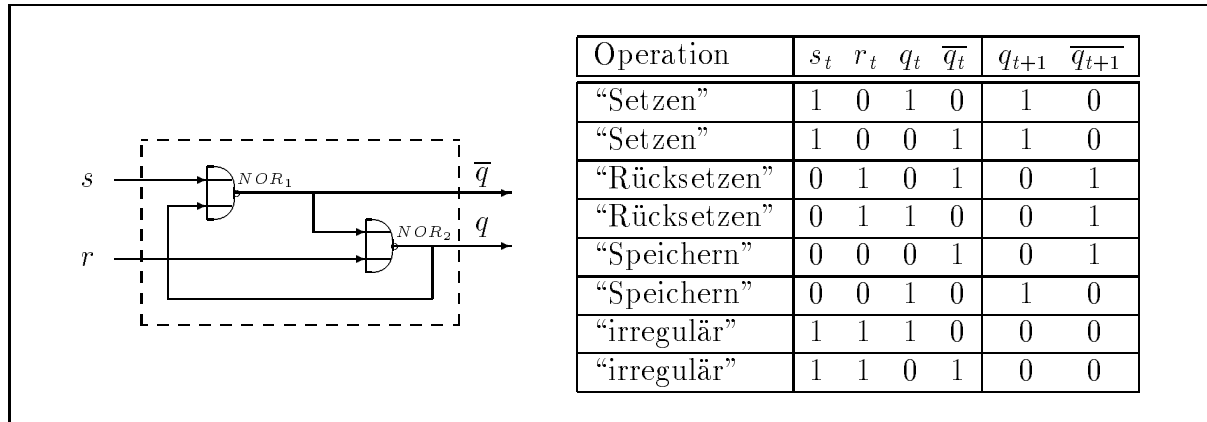 s
r
NOR₁
NOR₂
q̅
q
Operation s_t r_t q_t q̅_t q_{t+1} q̅_{t+1}
“Setzen” 1 0 1 0 1 0
“Setzen” 1 0 0 1 1 0
“Rücksetzen” 0 1 0 1 0 1
“Rücksetzen” 0 1 1 0 0 1
“Speichern” 0 0 0 1 0 1
“Speichern” 0 0 1 0 1 0
“irregulär” 1 1 1 0 0 0
“irregulär” 1 1 0 1 0 0